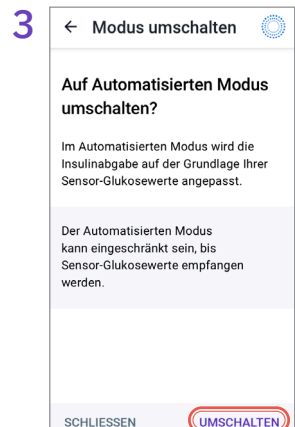 3
← Modus umschalten
Auf Automatisierten Modus
umschalten?
Im Automatisierten Modus wird die
Insulinabgabe auf der Grundlage Ihrer
Sensor-Glukosewerte angepasst.
Der Automatisierten Modus
kann eingeschränkt sein, bis
Sensor-Glukosewerte empfangen
werden.
SCHLIESSEN UMSCHALTEN